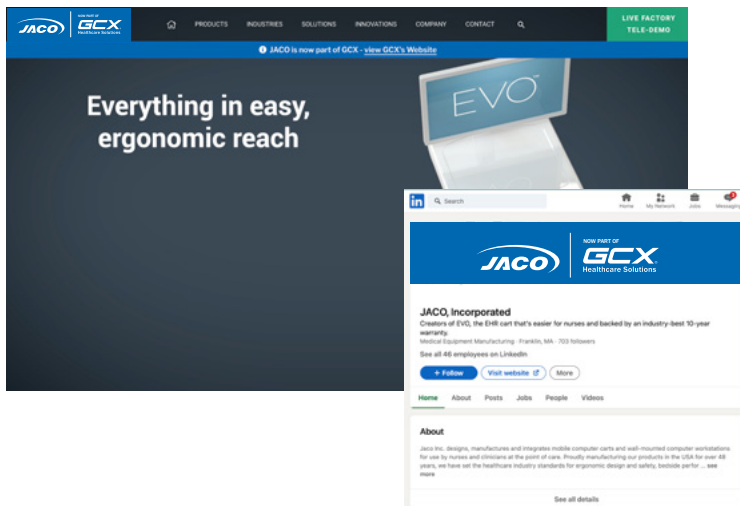 JACO
NOW PART OF
GCX
Healthcare Solutions
PRODUCTS INDUSTRIES SOLUTIONS INNOVATIONS COMPANY CONTACT
LIVE FACTORY
TELE-DEMO
JACO is now part of GCX - view GCX's Website
Everything in easy,
ergonomic reach
EVO™
in Search
Home My Network Jobs Messaging
JACO
NOW PART OF
GCX
Healthcare Solutions
JACO, Incorporated
Creators of EVO, the EHR cart that's easier for nurses and backed by an industry-best 10-year
warranty.
Medical Equipment Manufacturing · Franklin, MA · 703 followers
See all 46 employees on LinkedIn
+ Follow Visit website More
Home About Posts Jobs People Videos
About
Jaco Inc. designs, manufactures and integrates mobile computer carts and wall-mounted computer workstations
for use by nurses and clinicians at the point of care. Proudly manufacturing our products in the USA for over 48
years, we have set the healthcare industry standards for ergonomic design and safety, bedside perfor ... see
more
See all details